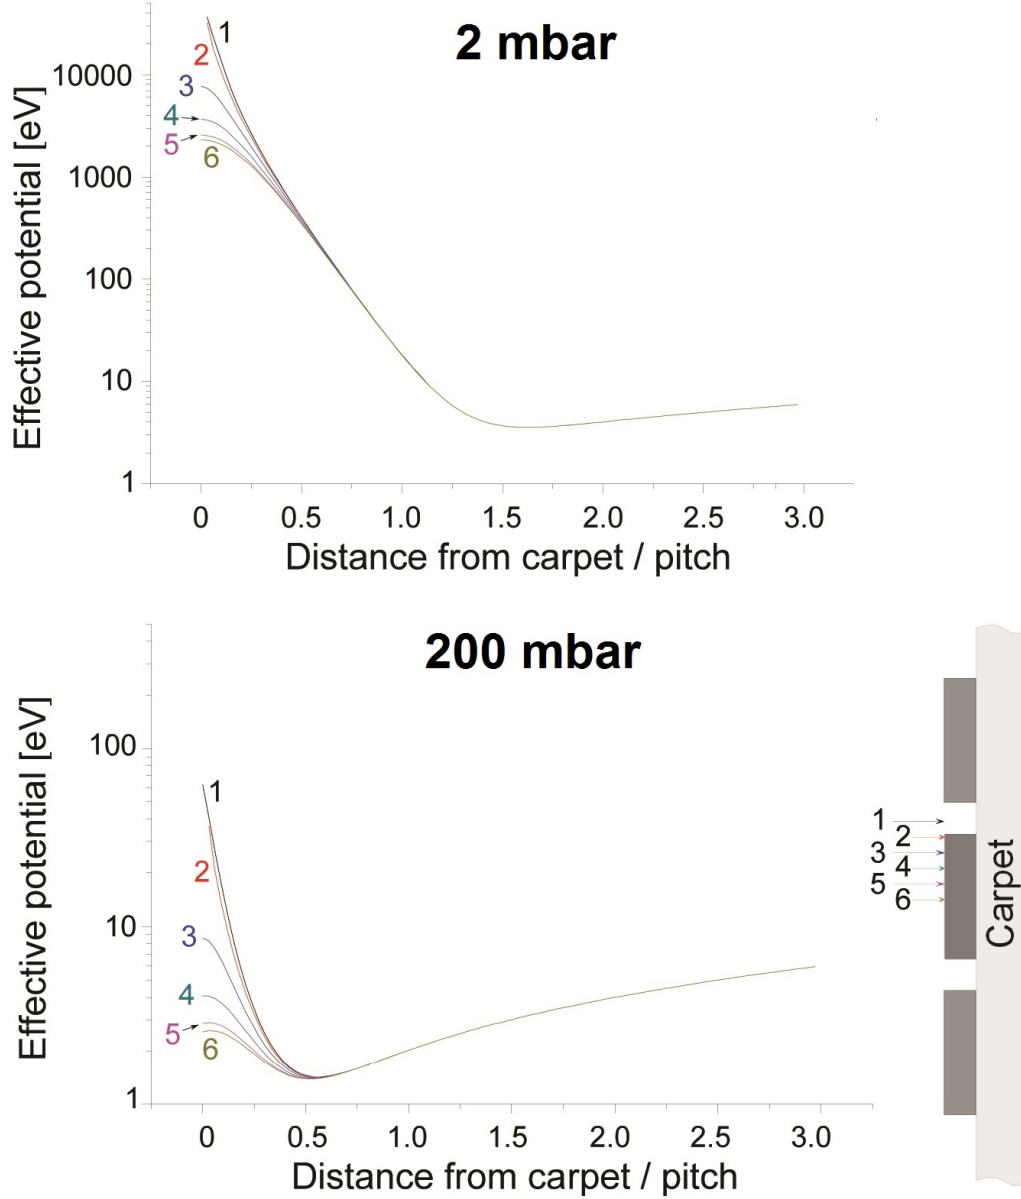 2 mbar
Effective potential [eV]
10000
1000
100
10
1
1
2
3
4
5
6
0 0.5 1.0 1.5 2.0 2.5 3.0
Distance from carpet / pitch
200 mbar
Effective potential [eV]
100
10
1
1
2
3
4
5
6
0 0.5 1.0 1.5 2.0 2.5 3.0
Distance from carpet / pitch
1
2
3
4
5
6
Carpet